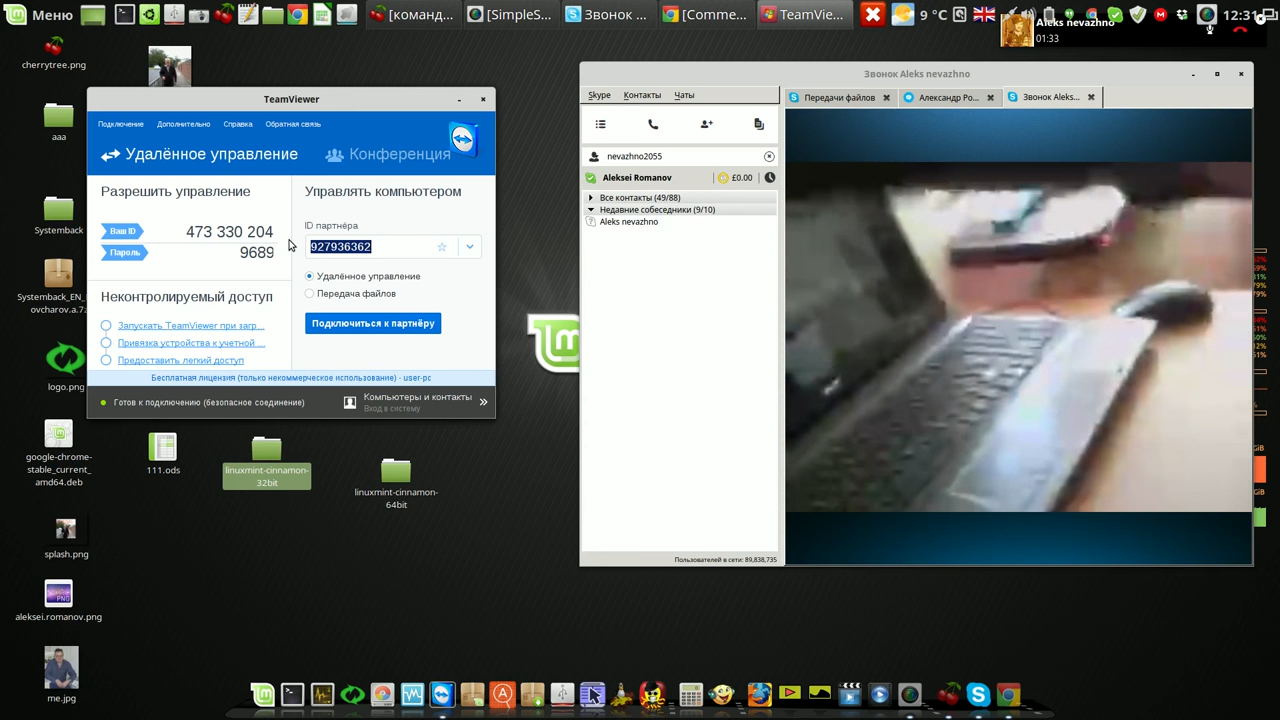 Меню
[команд...
[SimpleS...
Звонок ...
[Comme...
TeamVie...
9 °C
12:31
Aleks nevazhno
01:33
cherrytree.png
aaa
Systemback
Systemback_EN_
ovcharov.a.7z
logo.png
google-chrome-
stable_current_
amd64.deb
splash.png
aleksei.romanov.png
me.jpg
111.ods
linuxmint-cinnamon-
32bit
linuxmint-cinnamon-
64bit
TeamViewer
Подключение Дополнительно Справка Обратная связь
Удалённое управление Конференция
Разрешить управление
Ваш ID 473 330 204
Пароль 9689
Неконтролируемый доступ
Запускать TeamViewer при загр...
Привязка устройства к учетной ...
Предоставить легкий доступ
Управлять компьютером
ID партнёра
927936362
Удалённое управление
Передача файлов
Подключиться к партнёру
Бесплатная лицензия (только некоммерческое использование) - user-pc
Готов к подключению (безопасное соединение)
Компьютеры и контакты
Вход в систему
Звонок Aleks nevazhno
Skype Контакты Чаты
Передачи файлов
Александр Ро...
Звонок Aleks...
nevazhno2055
Aleksei Romanov £0.00
Все контакты (49/88)
Недавние собеседники (9/10)
Aleks nevazhno
Пользователей в сети: 89,838,735